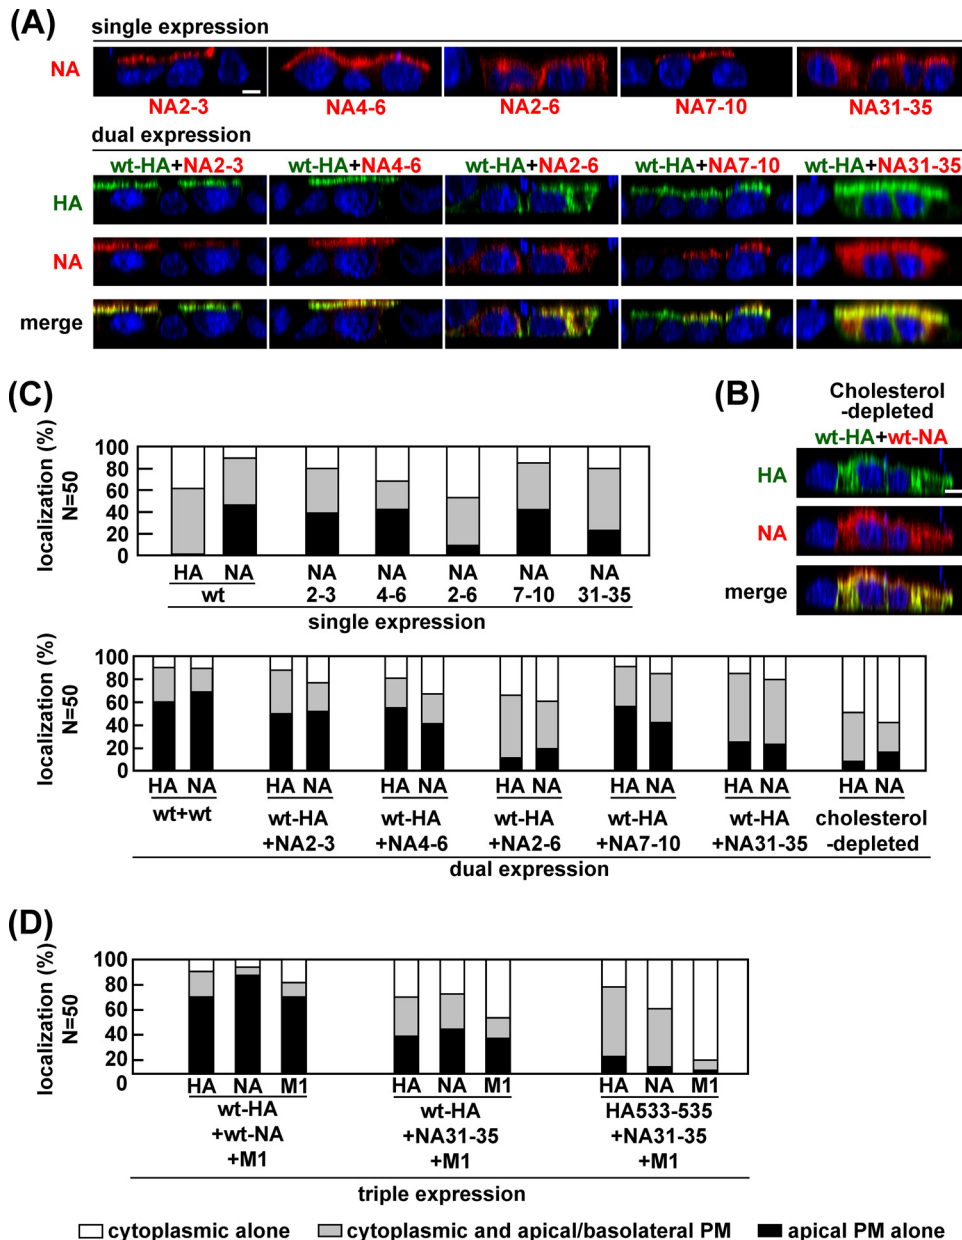 (A)
single expression
NA
NA2-3 NA4-6 NA2-6 NA7-10 NA31-35
dual expression
wt-HA+NA2-3 wt-HA+NA4-6 wt-HA+NA2-6 wt-HA+NA7-10 wt-HA+NA31-35
HA
NA
merge
(C)
localization (%)
N=50
100
80
60
40
20
0
HA NA NA NA NA NA NA
wt 2-3 4-6 2-6 7-10 31-35
single expression
(B)
Cholesterol
-depleted
wt-HA+wt-NA
HA
NA
merge
localization (%)
N=50
100
80
60
40
20
0
HA NA HA NA HA NA HA NA HA NA HA NA HA NA
wt+wt wt-HA wt-HA wt-HA wt-HA wt-HA cholesterol
+NA2-3 +NA4-6 +NA2-6 +NA7-10 +NA31-35 -depleted
dual expression
(D)
localization (%)
N=50
100
80
60
40
20
0
HA NA M1 HA NA M1 HA NA M1
wt-HA wt-HA HA533-535
+wt-NA +NA31-35 +NA31-35
+M1 +M1 +M1
triple expression
cytoplasmic alone cytoplasmic and apical/basolateral PM apical PM alone